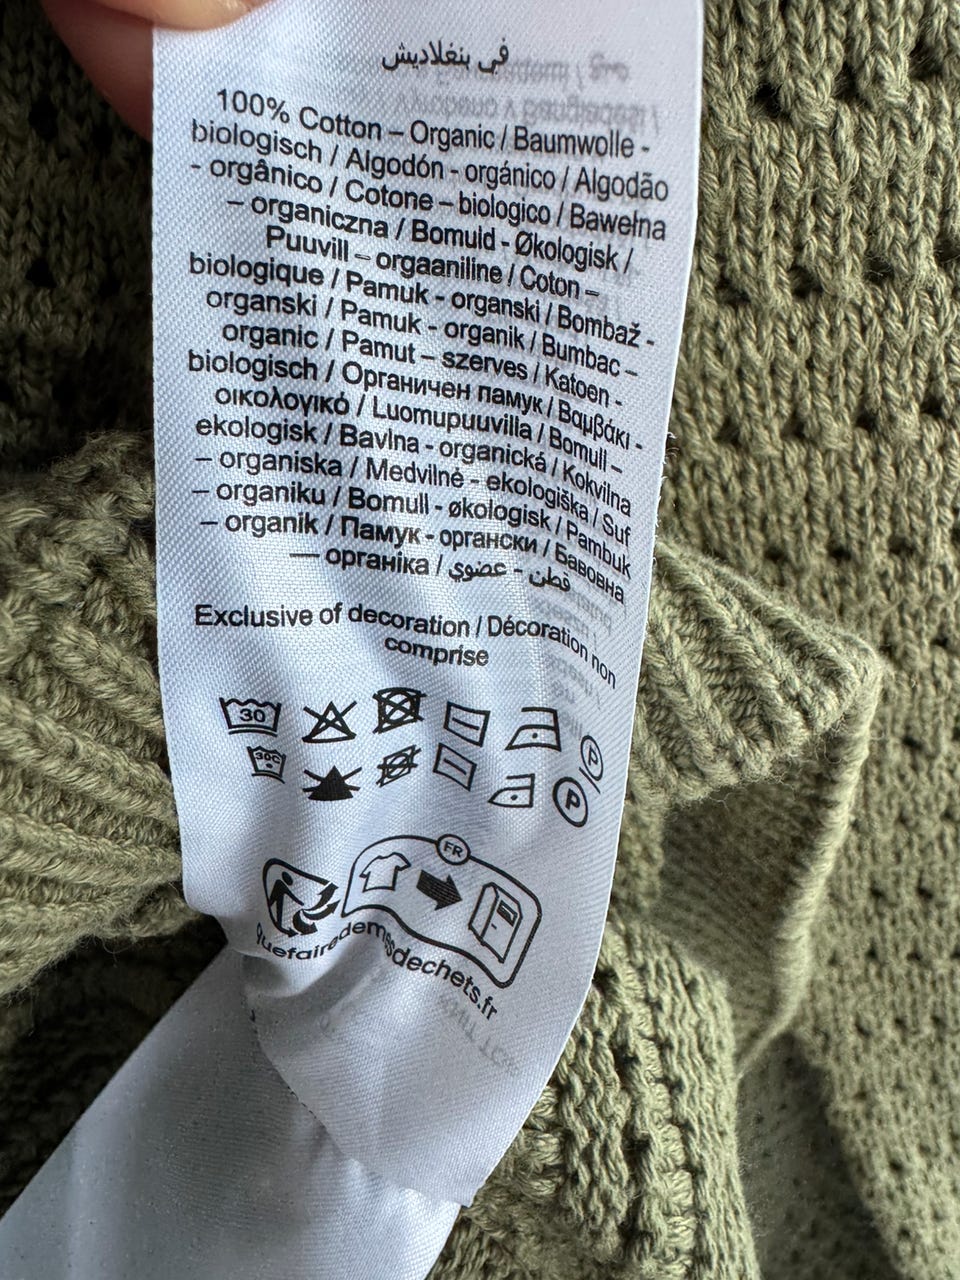 في بنغلاديش
100% Cotton – Organic / Baumwolle -
biologisch / Algodón - orgánico / Algodão
- orgânico / Cotone – biologico / Bawełna
– organiczna / Bomuld - Økologisk /
Puuvill – orgaaniline / Coton –
biologique / Pamuk - organski / Bombaž -
organski / Pamuk - organik / Bumbac –
organic / Pamut – szerves / Katoen -
biologisch / Органичен памук / Βαμβάκι -
οικολογικό / Luomupuuvilla / Bomull –
ekologisk / Bavlna - organická / Kokvilna
– organiska / Medvilnė - ekologiška / Suf
– organiku / Bomull - økologisk / Pambuk
– organik / Памук - органски / Бавовна
— органіка / قطن - عضوي
Exclusive of decoration / Décoration non
comprise
30
30C
P
P
FR
quefairedemesdechets.fr